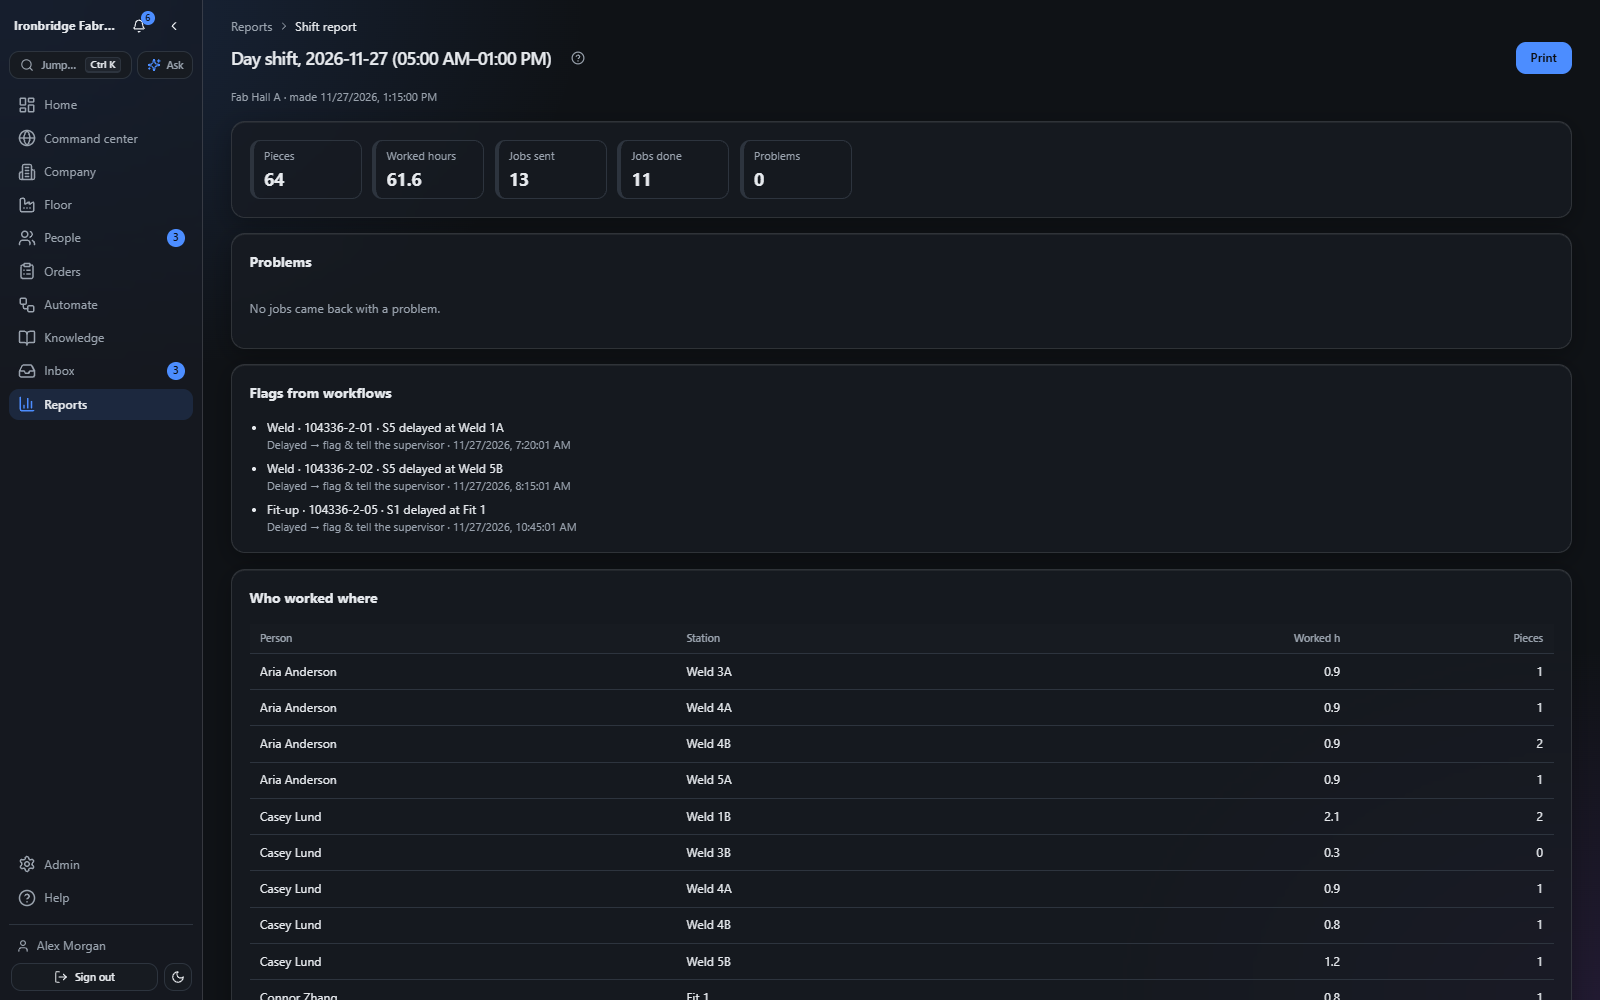 Ironbridge Fabr...
6
Jump...
Ctrl K
Ask
Home
Command center
Company
Floor
People
3
Orders
Automate
Knowledge
Inbox
3
Reports
Admin
Help
Alex Morgan
Sign out
Reports > Shift report
Day shift, 2026-11-27 (05:00 AM–01:00 PM)
Print
Fab Hall A · made 11/27/2026, 1:15:00 PM
Pieces
64
Worked hours
61.6
Jobs sent
13
Jobs done
11
Problems
0
Problems
No jobs came back with a problem.
Flags from workflows
• Weld · 104336-2-01 · S5 delayed at Weld 1A
Delayed → flag & tell the supervisor · 11/27/2026, 7:20:01 AM
• Weld · 104336-2-02 · S5 delayed at Weld 5B
Delayed → flag & tell the supervisor · 11/27/2026, 8:15:01 AM
• Fit-up · 104336-2-05 · S1 delayed at Fit 1
Delayed → flag & tell the supervisor · 11/27/2026, 10:45:01 AM
Who worked where
Person Station Worked h Pieces
Aria Anderson Weld 3A 0.9 1
Aria Anderson Weld 4A 0.9 1
Aria Anderson Weld 4B 0.9 2
Aria Anderson Weld 5A 0.9 1
Casey Lund Weld 1B 2.1 2
Casey Lund Weld 3B 0.3 0
Casey Lund Weld 4A 0.9 1
Casey Lund Weld 4B 0.8 1
Casey Lund Weld 5B 1.2 1
Connor Zhang Fit 1 0.8 1